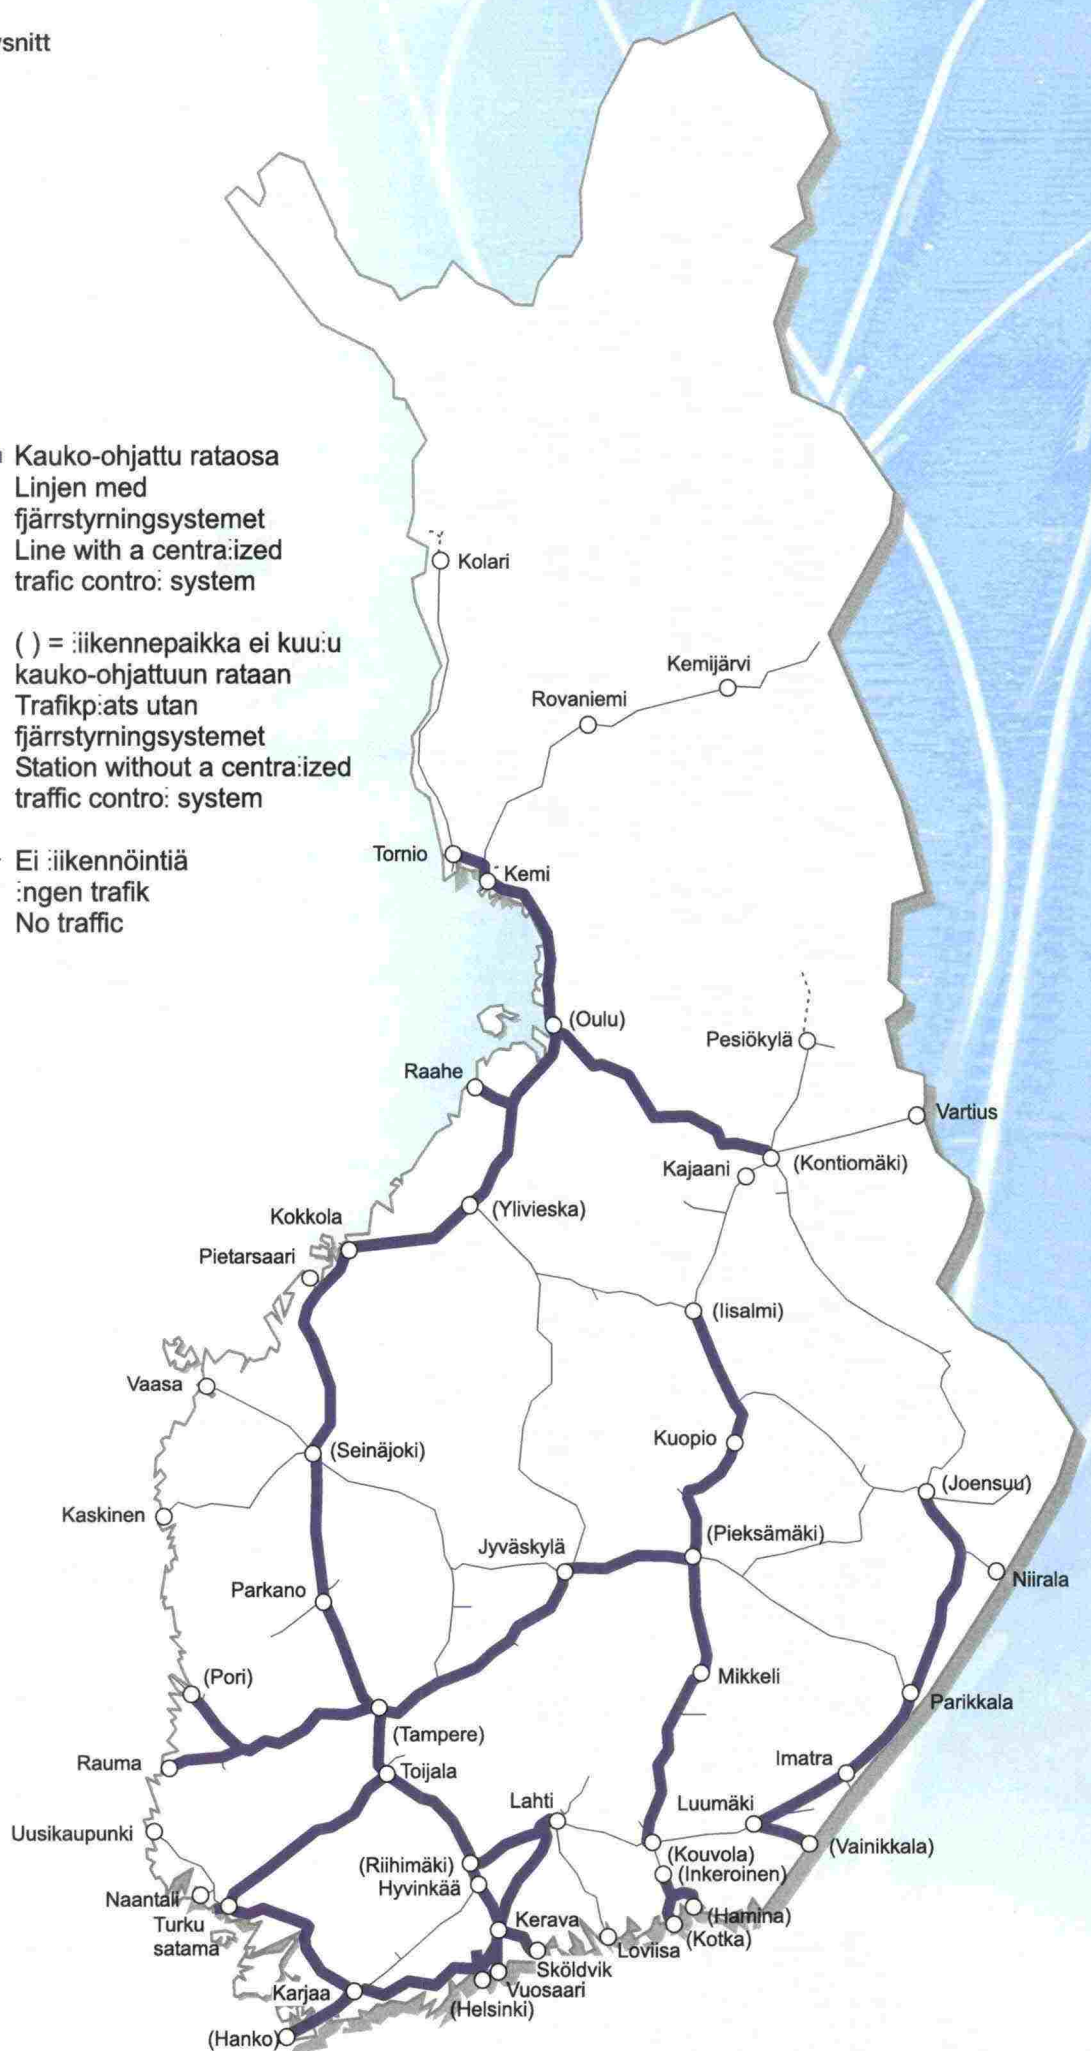 snitt
Kauko-ohjattu rataosa
Linjen med
fjärrstyrningsystemet
Line with a centra:ized
trafic contro: system
( ) = :iikennepaikka ei kuu:u
kauko-ohjattuun rataan
Trafikp:ats utan
fjärrstyrningsystemet
Station without a centra:ized
traffic contro: system
Ei :iikennöintiä
:ngen trafik
No traffic
Kolari
Kemijärvi
Rovaniemi
Tornio
Kemi
(Oulu)
Pesiökylä
Raahe
Vartius
(Kontiomäki)
Kajaani
(Ylivieska)
Kokkola
Pietarsaari
(Iisalmi)
Vaasa
Kuopio
(Seinäjoki)
(Joensuu)
Kaskinen
(Pieksämäki)
Jyväskylä
Niirala
Parkano
Mikkeli
(Pori)
Parikkala
(Tampere)
Imatra
Rauma
Toijala
Lahti
Luumäki
Uusikaupunki
(Vainikkala)
(Kouvola)
(Riihimäki)
(Inkeroinen)
Hyvinkää
Naantali
(Hamina)
Turku
satama
Kerava
(Kotka)
Loviisa
Sköldvik
Vuosaari
Karjaa
(Helsinki)
(Hanko)